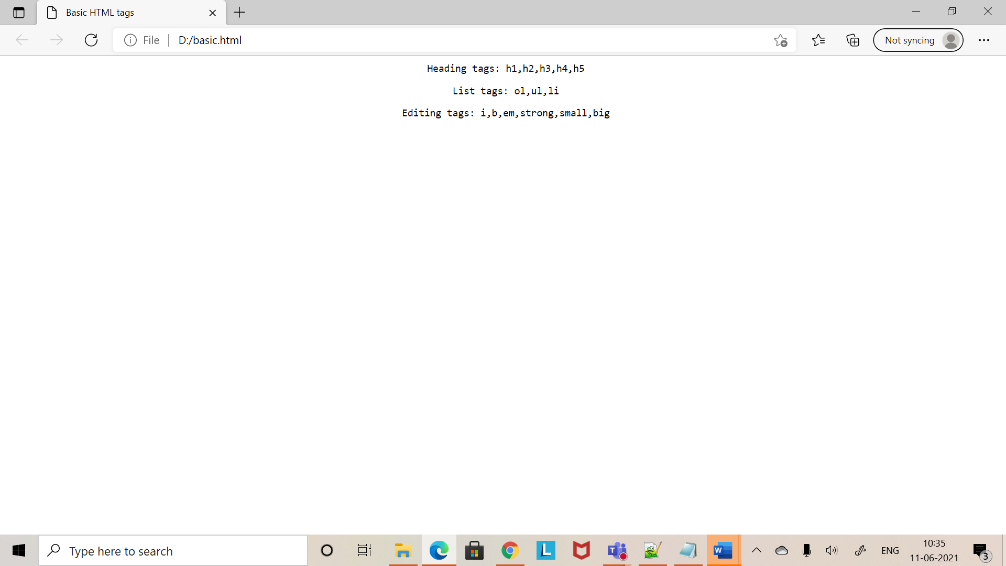 Basic HTML tags
File
D:/basic.html
Not syncing
Heading tags: h1,h2,h3,h4,h5
List tags: ol,ul,li
Editing tags: i,b,em,strong,small,big
Type here to search
L
T
W
ENG
10:35
11-06-2021
3